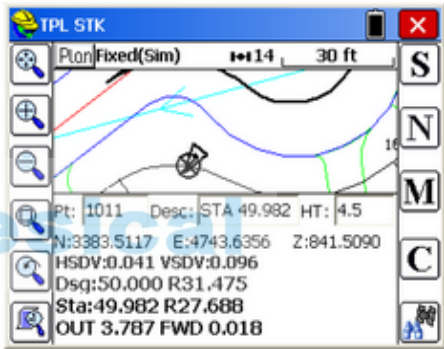 TPL STK
Plan Fixed(Sim) 14 30 ft
S
N
M
C
Pt: 1011 Desc: STA 49.982 HT: 4.5
N:3383.5117 E:4743.6356 Z:841.5090
HSDV:0.041 VSDV:0.096
Dsg:50.000 R31.475
Sta:49.982 R27.688
OUT 3.787 FWD 0.018